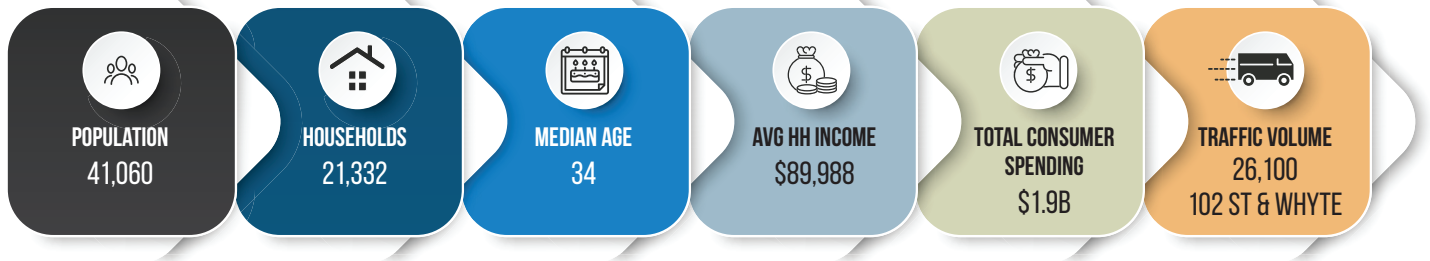 POPULATION
41,060
HOUSEHOLDS
21,332
MEDIAN AGE
34
AVG HH INCOME
$89,988
TOTAL CONSUMER
SPENDING
$1.9B
TRAFFIC VOLUME
26,100
102 ST & WHYTE